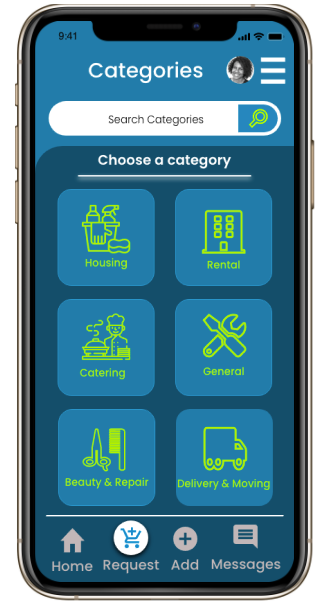 9:41
Categories
Search Categories
Choose a category
Housing
Rental
Catering
General
Beauty & Repair
Delivery & Moving
Home Request Add Messages